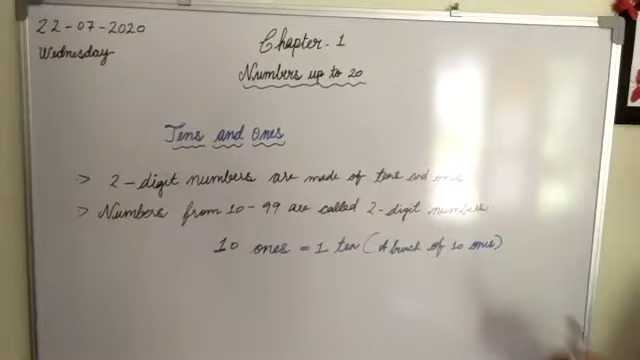 22-07-2020
Wednesday
Chapter-1
Numbers up to 20
Tens and Ones
> 2-digit numbers are made of tens and ones
> Numbers from 10-99 are called 2-digit numbers
10 ones = 1 ten (A bunch of 10 ones)